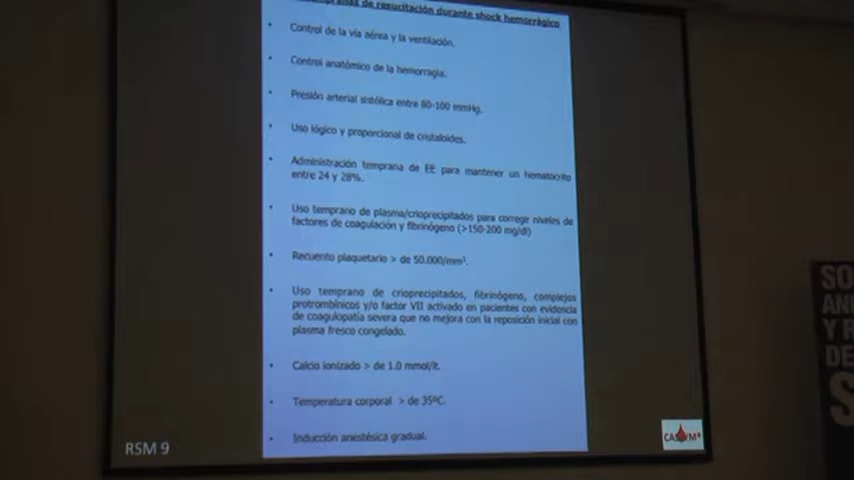 de resucitación durante shock hemorrágico
• Control de la vía aérea y la ventilación.
• Control anatómico de la hemorragia.
• Presión arterial sistólica entre 80-100 mmHg.
• Uso lógico y proporcional de cristaloides.
• Administración temprana de EE para mantener un hematocrito
entre 24 y 28%.
• Uso temprano de plasma/crioprecipitados para corregir niveles de
factores de coagulación y fibrinógeno (>150-200 mg/dl)
• Recuento plaquetario > de 50.000/mm³.
• Uso temprano de crioprecipitados, fibrinógeno, complejos
protrombínicos y/o factor VII activado en pacientes con evidencia
de coagulopatía severa que no mejora con la reposición inicial con
plasma fresco congelado.
• Calcio ionizado > de 1.0 mmol/lt.
• Temperatura corporal > de 35ºC.
• Inducción anestésica gradual.
RSM 9
SO
AN
Y R
DE
S